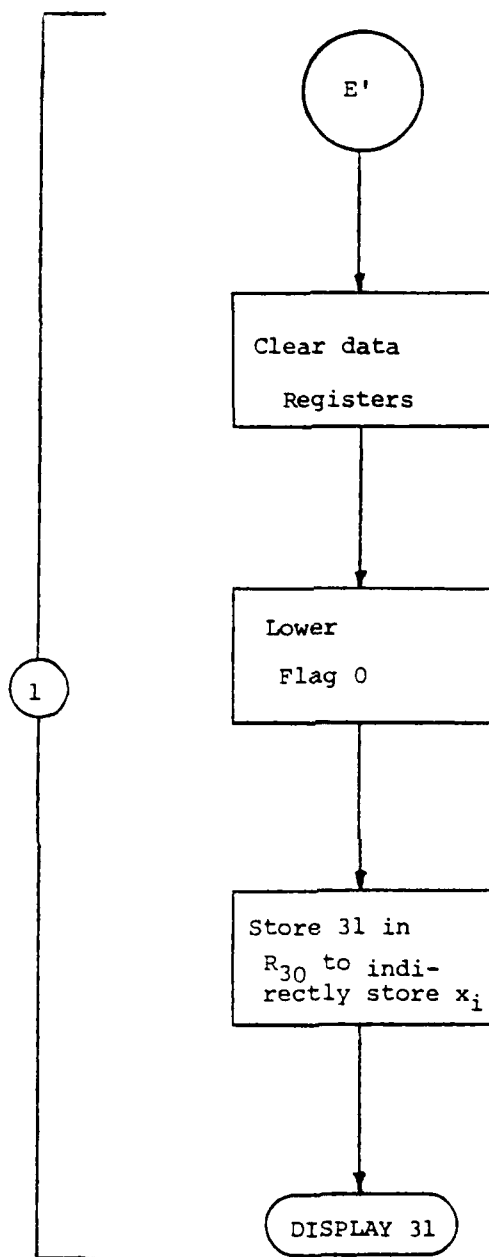 E'
Clear data
Registers
Lower
Flag 0
1
Store 31 in
R30 to indi-
rectly store xi
DISPLAY 31